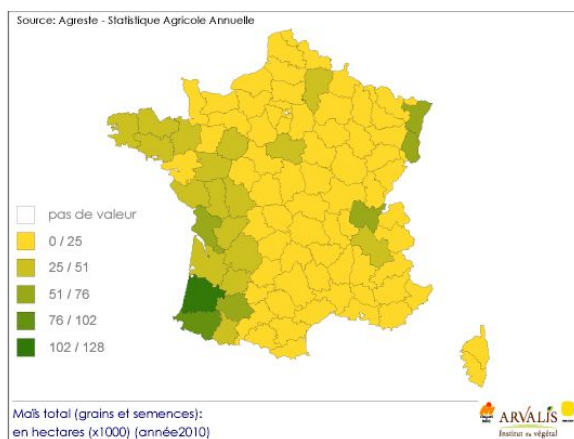 Source: Agreste - Statistique Agricole Annuelle
pas de valeur
0 / 25
25 / 51
51 / 76
76 / 102
102 / 128
Maïs total (grains et semences):
en hectares (x1000) (année2010)
ARVALIS
Institut du végétal